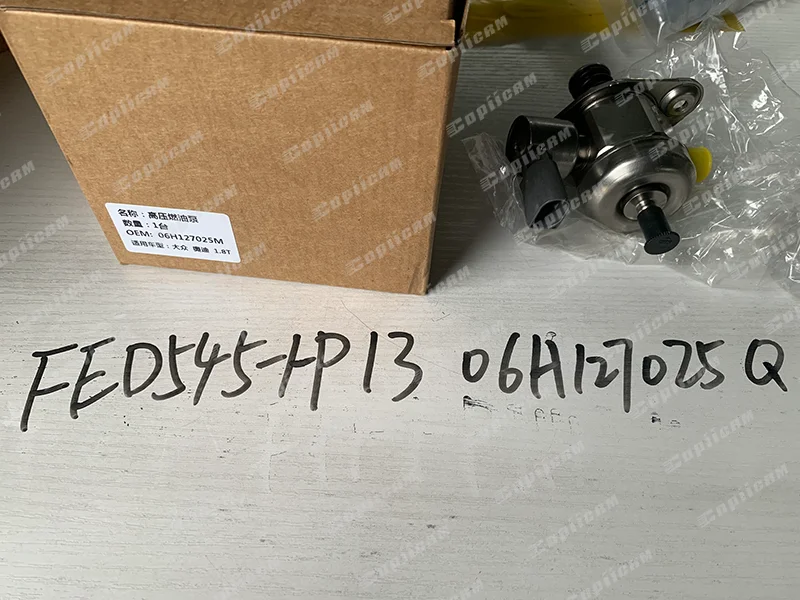 名称：高压燃油泵
数量：1台
OEM：06H127025M
适用车型：大众 奥迪 1.8T
FED545-HP13 06H127025Q
Copiicam